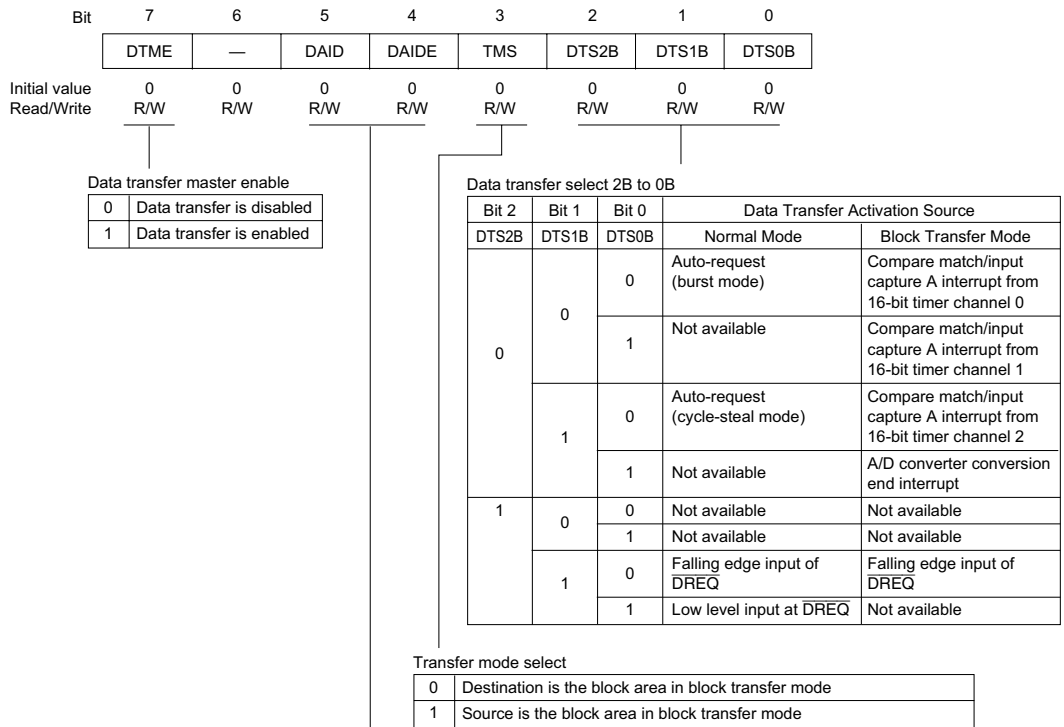 Bit 7 6 5 4 3 2 1 0
DTME — DAID DAIDE TMS DTS2B DTS1B DTS0B
Initial value 0 0 0 0 0 0 0 0
Read/Write R/W R/W R/W R/W R/W R/W R/W R/W
Data transfer master enable
0 Data transfer is disabled
1 Data transfer is enabled
Data transfer select 2B to 0B
Bit 2 Bit 1 Bit 0 Data Transfer Activation Source
DTS2B DTS1B DTS0B Normal Mode Block Transfer Mode
0 0 0 Auto-request
(burst mode)
Compare match/input
capture A interrupt from
16-bit timer channel 0
1 Not available
Compare match/input
capture A interrupt from
16-bit timer channel 1
1 0 Auto-request
(cycle-steal mode)
Compare match/input
capture A interrupt from
16-bit timer channel 2
1 Not available
A/D converter conversion
end interrupt
1 0 0 Not available Not available
1 Not available Not available
1 0 Falling edge input of
DREQ
Falling edge input of
DREQ
1 Low level input at DREQ Not available
Transfer mode select
0 Destination is the block area in block transfer mode
1 Source is the block area in block transfer mode